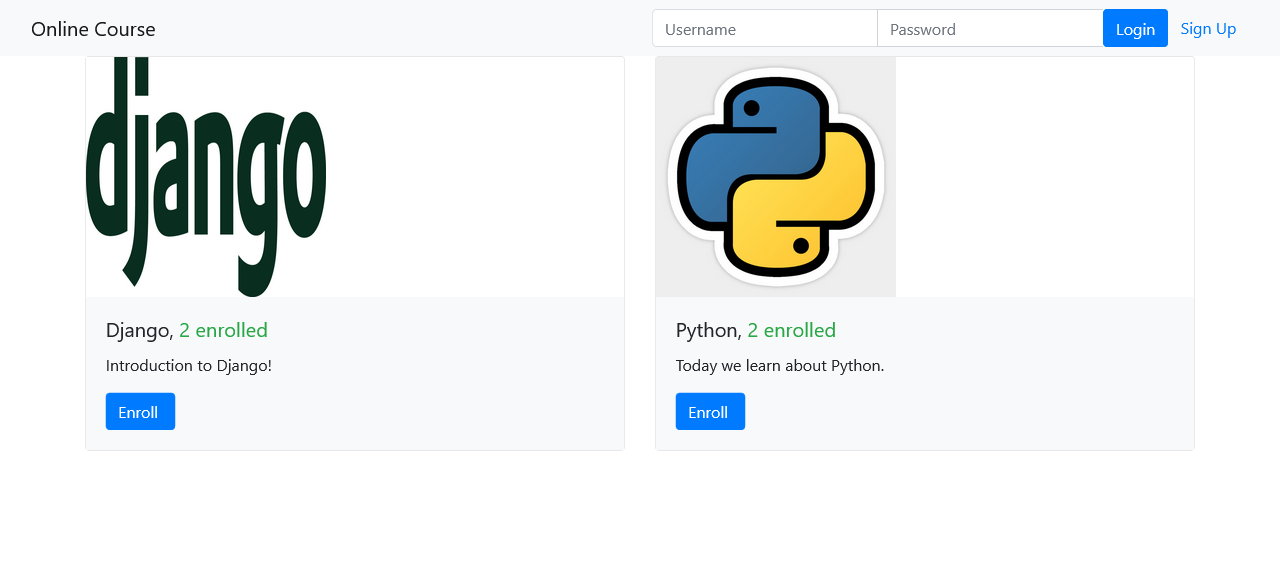 Online Course
Username Password Login Sign Up
django
Django, 2 enrolled
Introduction to Django!
Enroll
Python, 2 enrolled
Today we learn about Python.
Enroll